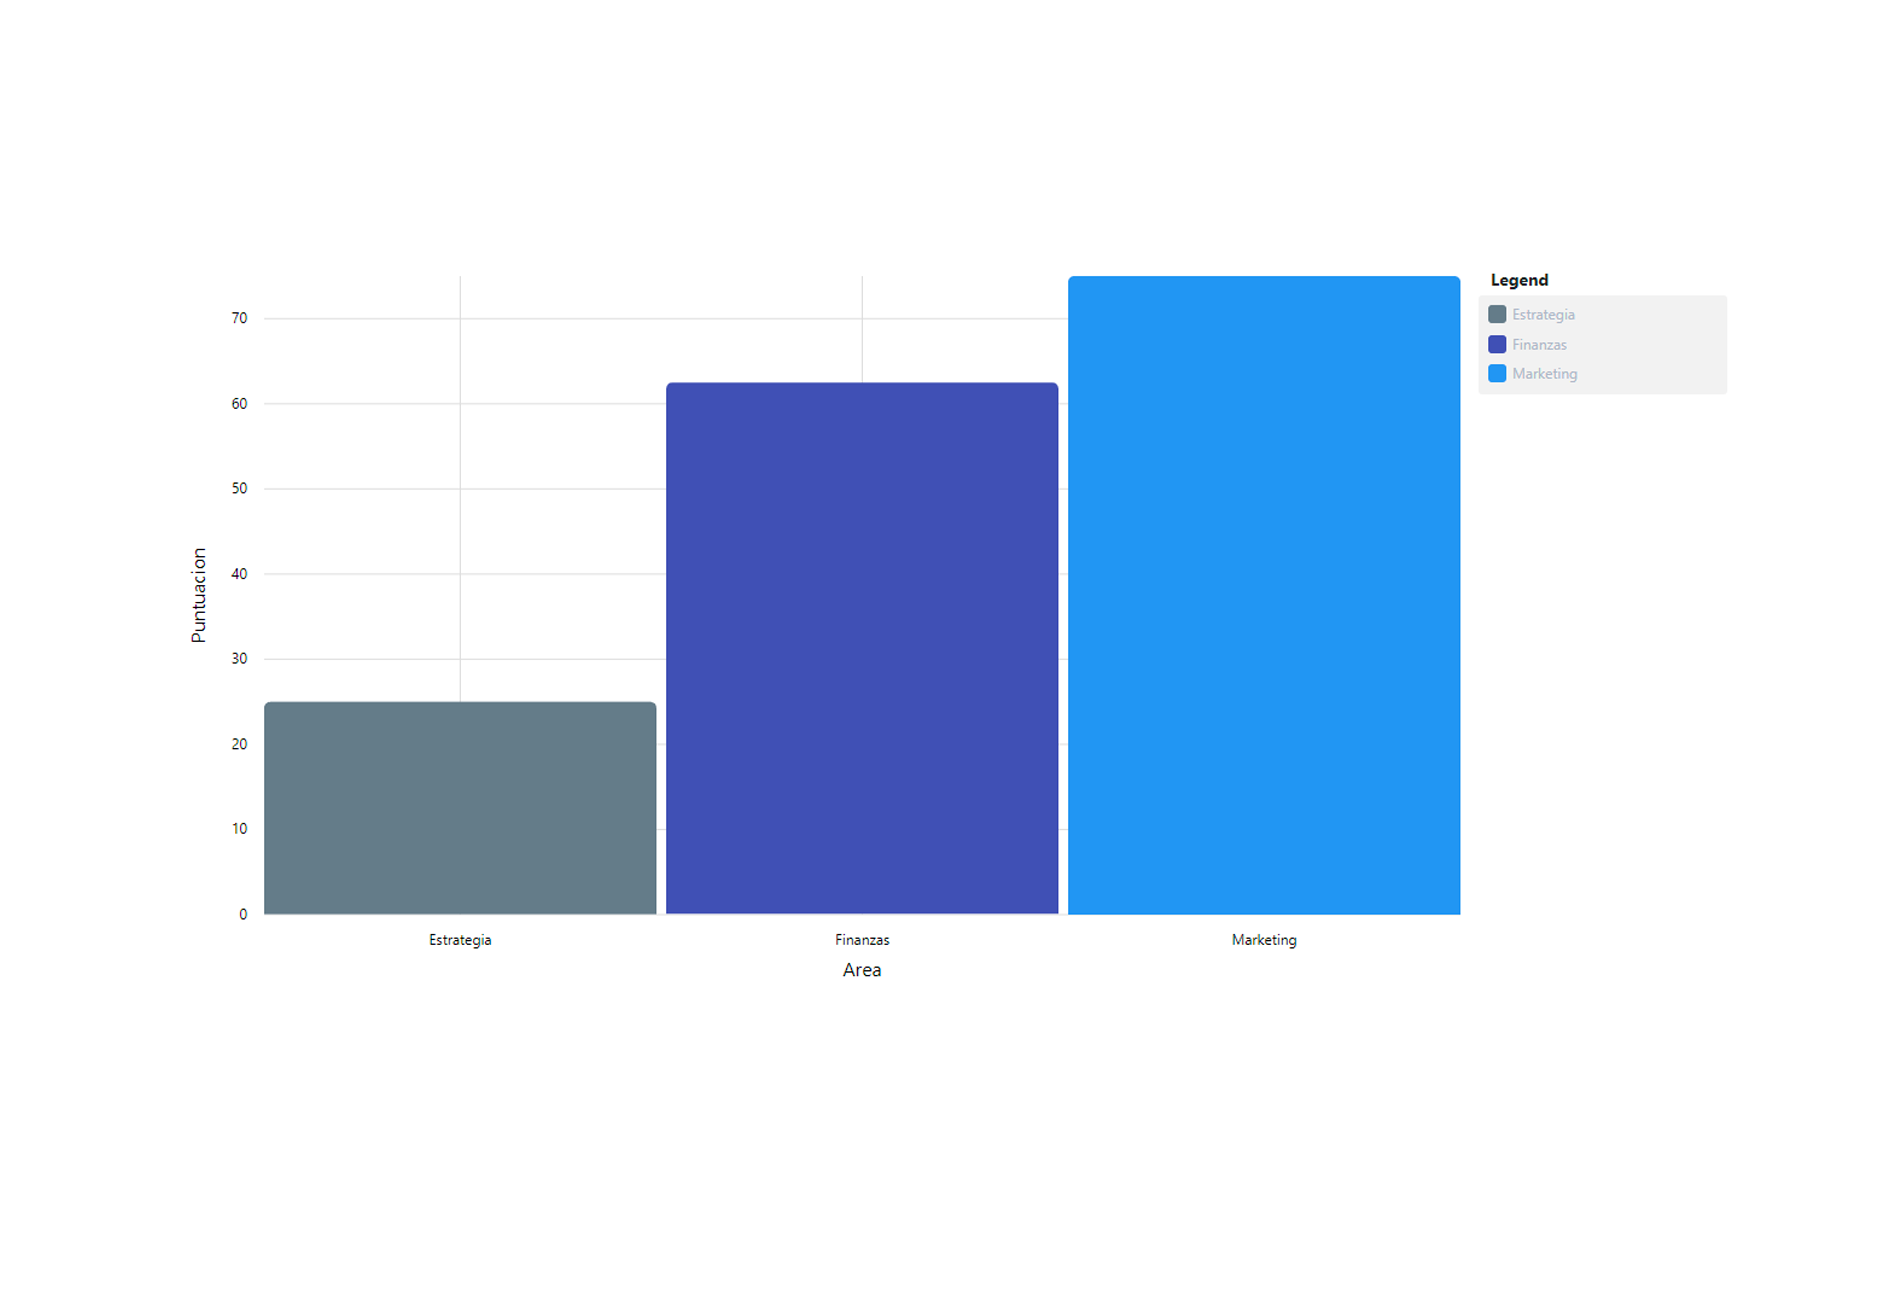 Legend
Estrategia
Finanzas
Marketing
70
60
50
40
30
20
10
0
Puntuacion
Estrategia
Finanzas
Marketing
Area